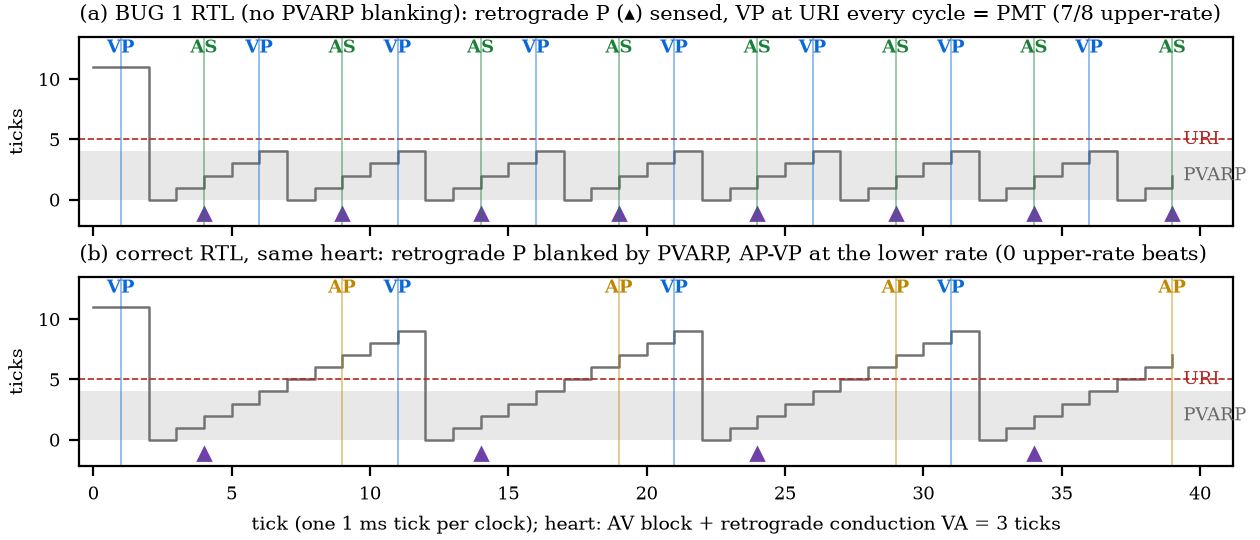 (a) BUG 1 RTL (no PVARP blanking): retrograde P (▲) sensed, VP at URI every cycle = PMT (7/8 upper-rate)
VP AS VP AS VP AS VP AS VP AS VP AS VP AS VP AS VP AS
10
5
0
ticks
URI
PVARP
(b) correct RTL, same heart: retrograde P blanked by PVARP, AP-VP at the lower rate (0 upper-rate beats)
VP AP VP AP VP AP VP AP
10
5
0
ticks
URI
PVARP
0 5 10 15 20 25 30 35 40
tick (one 1 ms tick per clock); heart: AV block + retrograde conduction VA = 3 ticks